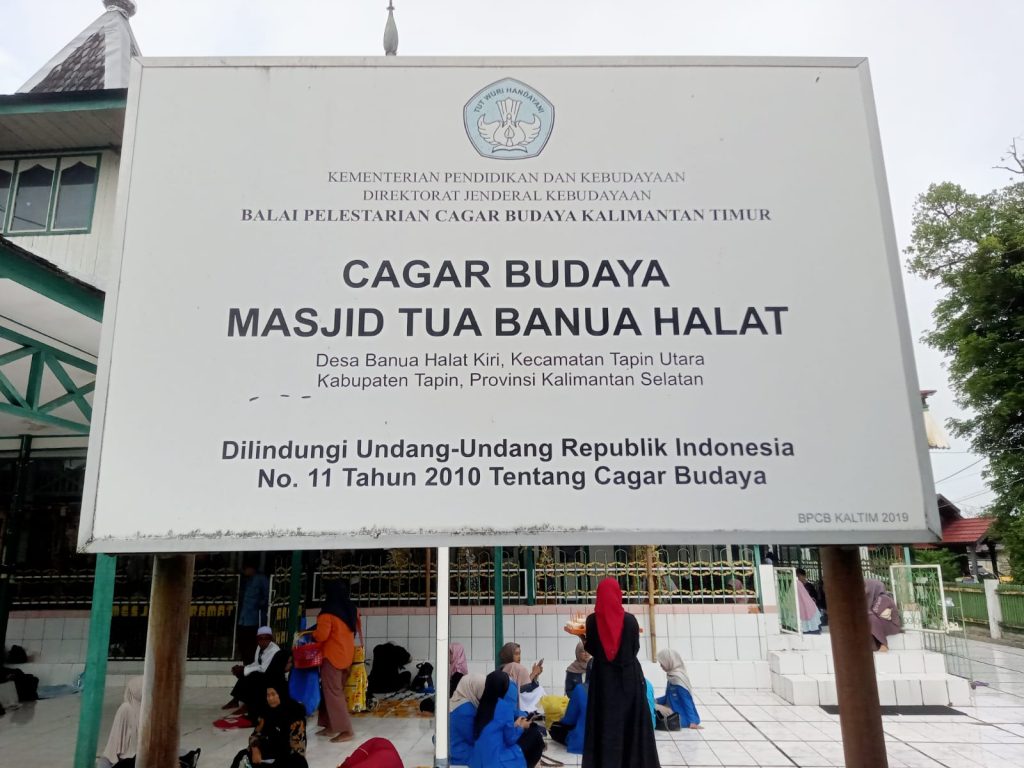 TUT WURI HANDAYANI
KEMENTERIAN PENDIDIKAN DAN KEBUDAYAAN
DIREKTORAT JENDERAL KEBUDAYAAN
BALAI PELESTARIAN CAGAR BUDAYA KALIMANTAN TIMUR
CAGAR BUDAYA
MASJID TUA BANUA HALAT
Desa Banua Halat Kiri, Kecamatan Tapin Utara
Kabupaten Tapin, Provinsi Kalimantan Selatan
Dilindungi Undang-Undang Republik Indonesia
No. 11 Tahun 2010 Tentang Cagar Budaya
BPCB KALTIM 2019